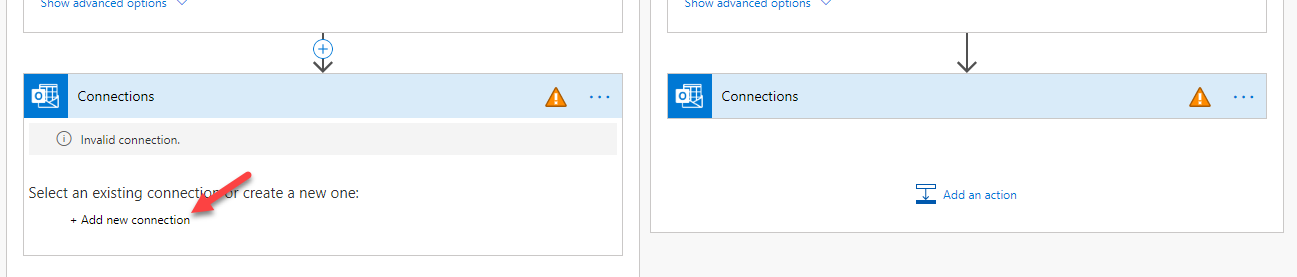 Show advanced options
Connections
...
Invalid connection.
Select an existing connection or create a new one:
+ Add new connection
Show advanced options
Connections
...
Add an action